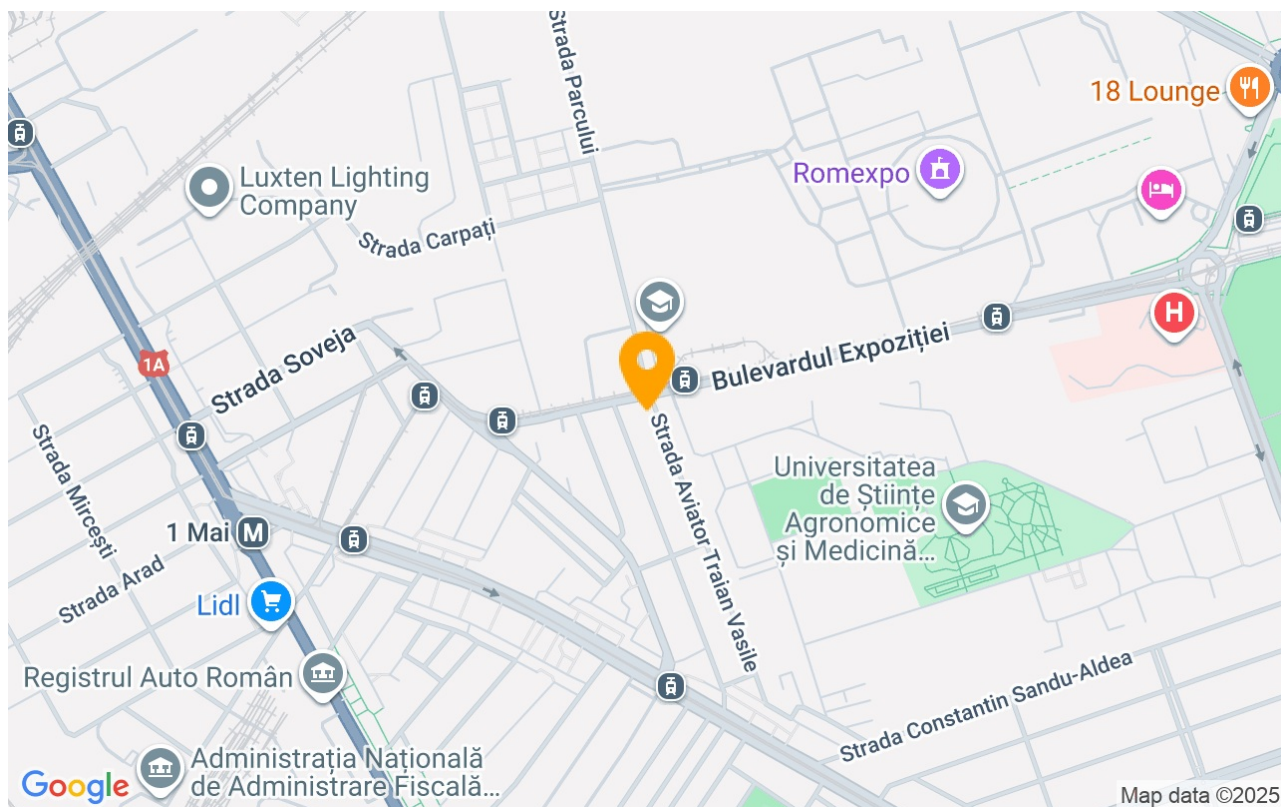 Strada Parcului
18 Lounge
Romexpo
Luxten Lighting
Company
Strada Carpați
1A
Strada Soveja
Bulevardul Expoziției
H
Strada Mircești
Strada Aviator Traian Vasile
Universitatea
de Științe
Agronomice
și Medicină...
1 Mai M
Strada Arad
Lidl
Registrul Auto Român
Strada Constantin Sandu-Aldea
Administrația Națională
de Administrare Fiscală...
Google
Map data ©2025